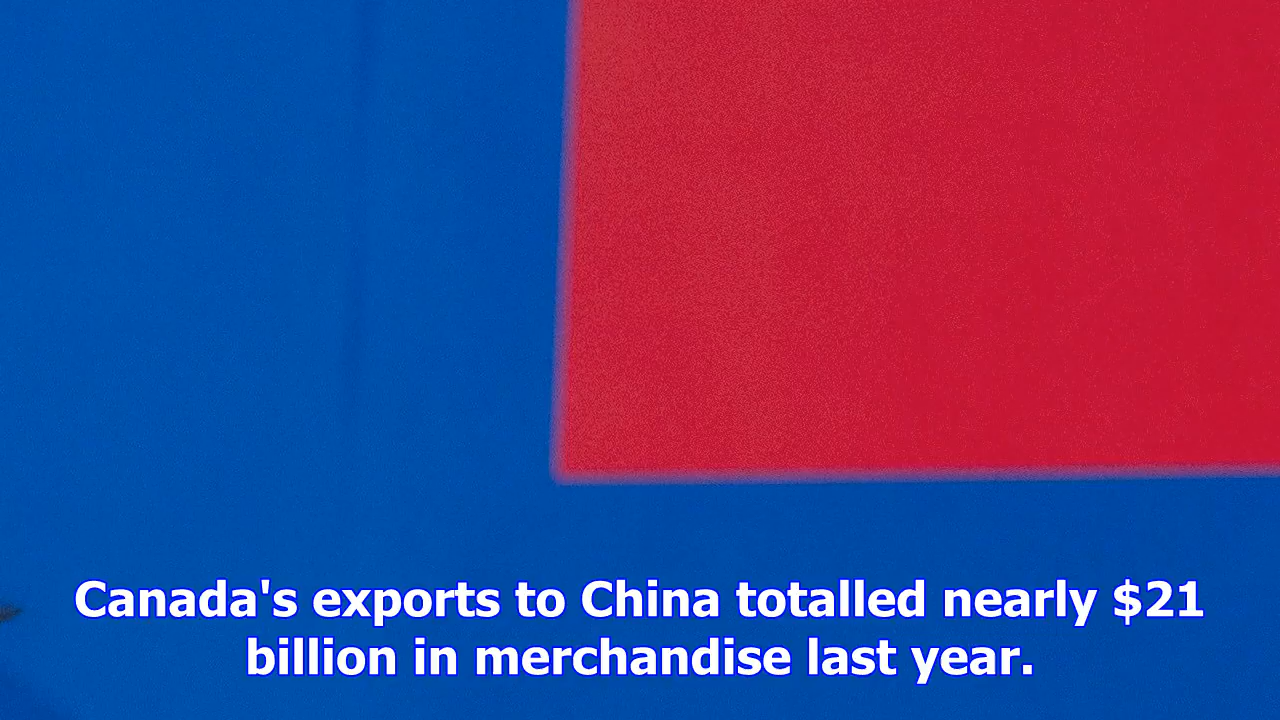 Canada's exports to China totalled nearly $21
billion in merchandise last year.